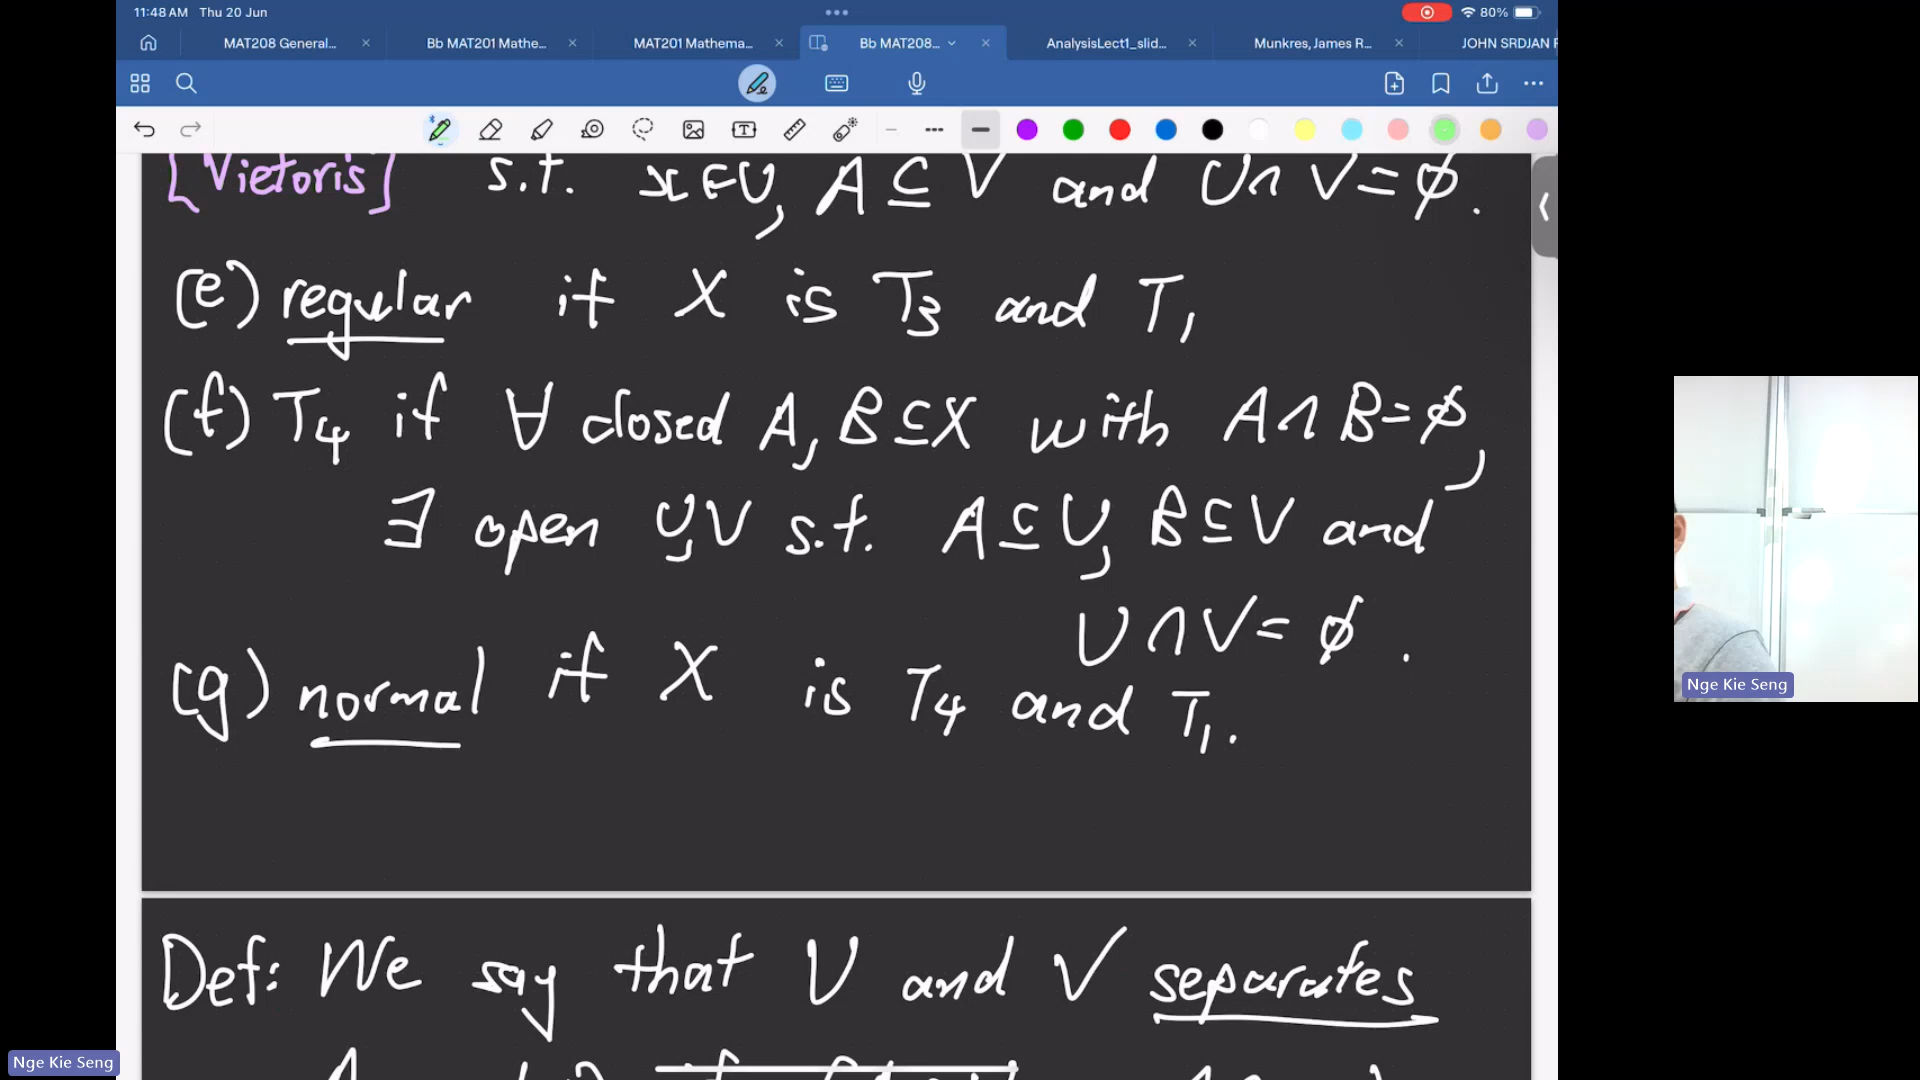 11:48 AM Thu 20 Jun
80%
MAT208 General...
Bb MAT201 Mathe...
MAT201 Mathema...
Bb MAT208...
AnalysisLect1_slid...
Munkres, James R...
JOHN SRDJAN
[Vietoris] s.t. x∈U, A ⊆ V and U∩V=∅.
(e) regular if X is T₃ and T₁
(f) T₄ if ∀ closed A, B⊆X with A∩B=∅,
∃ open U,V s.t. A⊆U, B⊆V and
U∩V=∅.
(g) normal if X is T₄ and T₁.
Def: We say that U and V separates
Nge Kie Seng
Nge Kie Seng